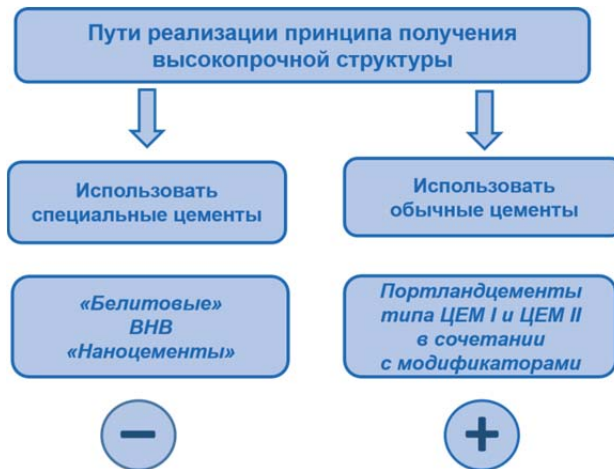 Пути реализации принципа получения
высокопрочной структуры
Использовать
специальные цементы
Использовать
обычные цементы
«Белитовые»
ВНВ
«Наноцементы»
Портландцементы
типа ЦЕМ I и ЦЕМ II
в сочетании
с модификаторами
−
+